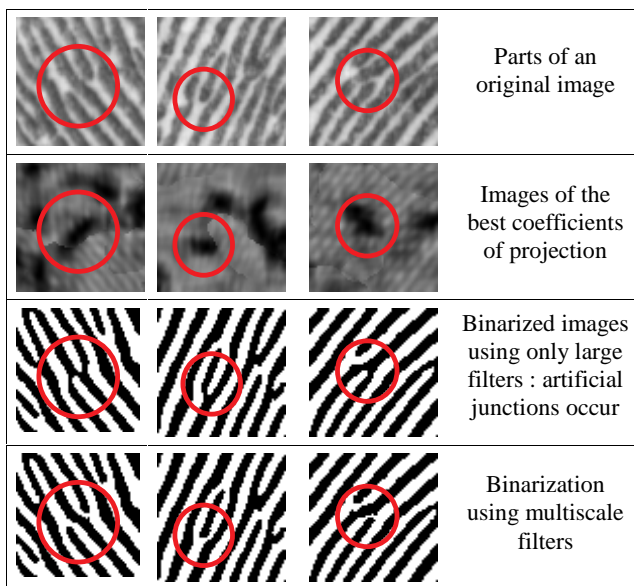 Parts of an
original image
Images of the
best coefficients
of projection
Binarized images
using only large
filters : artificial
junctions occur
Binarization
using multiscale
filters